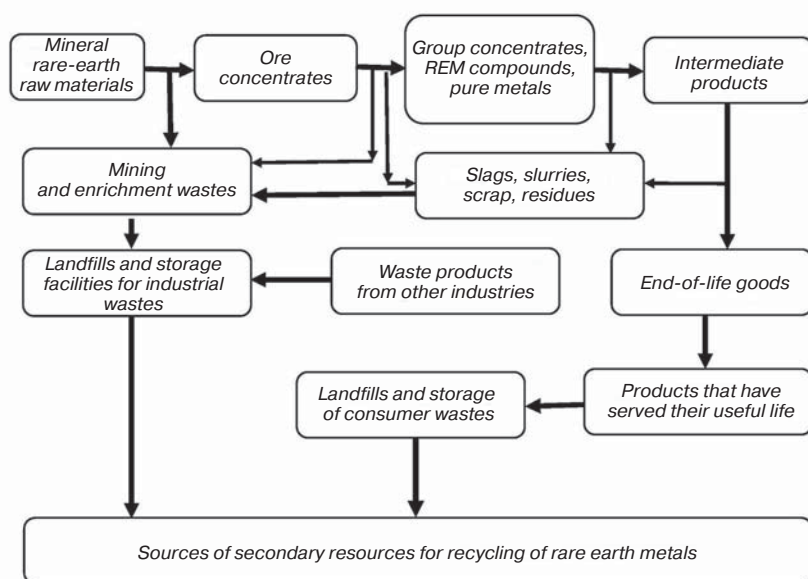 Mineral
rare-earth
raw materials
Ore
concentrates
Group concentrates,
REM compounds,
pure metals
Intermediate
products
Mining
and enrichment wastes
Slags, slurries,
scrap, residues
Landfills and storage
facilities for industrial
wastes
Waste products
from other industries
End-of-life goods
Landfills and storage
of consumer wastes
Products that have
served their useful life
Sources of secondary resources for recycling of rare earth metals